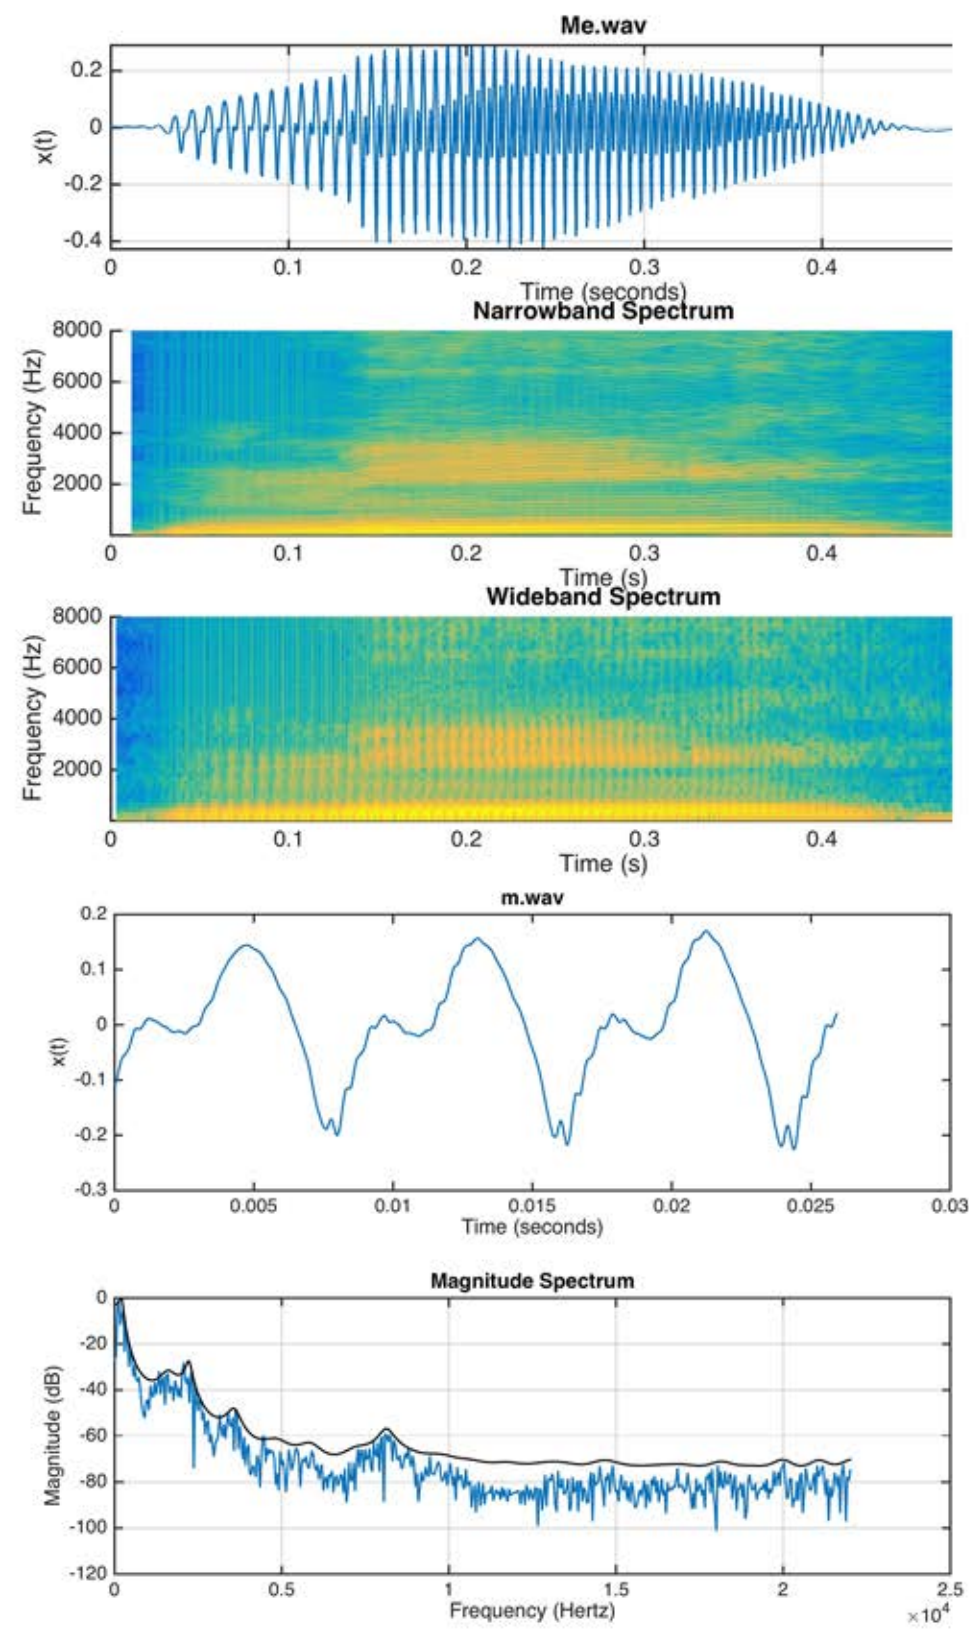 Me.wav
0.2
0
-0.2
-0.4
x(t)
0 0.1 0.2 0.3 0.4
Time (seconds)
Narrowband Spectrum
8000
6000
4000
2000
Frequency (Hz)
0 0.1 0.2 0.3 0.4
Time (s)
Wideband Spectrum
8000
6000
4000
2000
Frequency (Hz)
0 0.1 0.2 0.3 0.4
Time (s)
m.wav
0.2
0.1
0
-0.1
-0.2
-0.3
x(t)
0 0.005 0.01 0.015 0.02 0.025 0.03
Time (seconds)
Magnitude Spectrum
0
-20
-40
-60
-80
-100
-120
Magnitude (dB)
0 0.5 1 1.5 2 2.5
Frequency (Hertz)
×10⁴